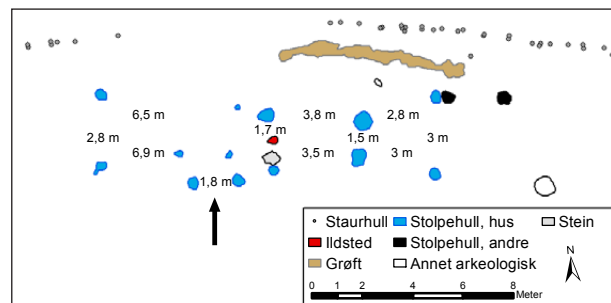 6,5 m
3,8 m
2,8 m
1,7 m
2,8 m
1,5 m
3 m
6,9 m
3,5 m
3 m
1,8 m
Staurhull
Stolpehull, hus
Stein
Ildsted
Stolpehull, andre
Grøft
Annet arkeologisk
N
0 1 2 4 6 8
Meter